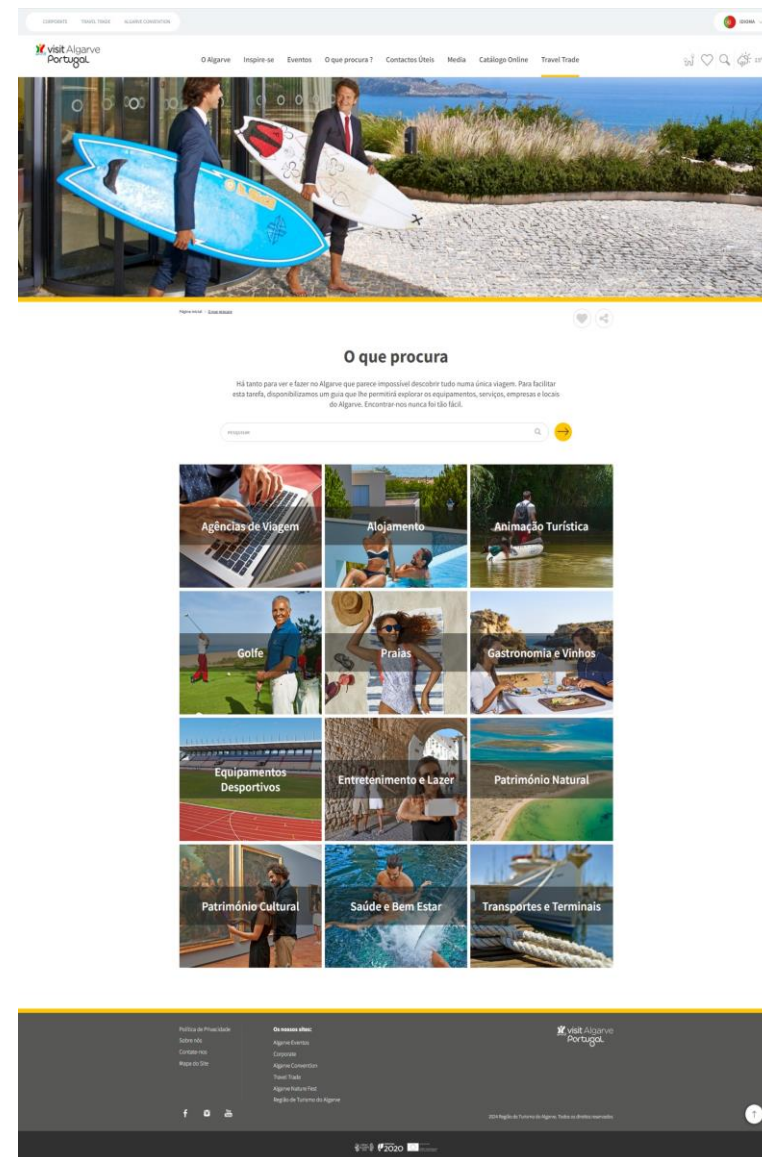 CORPORATE TRAVEL TRADE ALGARVE CONVENTION
IDIOMA
visit Algarve
Portugal
O Algarve Inspire-se Eventos O que procura ? Contactos Úteis Media Catálogo Online Travel Trade
Página Inicial
O que procura
Há tanto para ver e fazer no Algarve que parece impossível descobrir tudo numa única viagem. Para facilitar
esta tarefa, disponibilizamos um guia que lhe permitirá explorar os equipamentos, serviços, empresas e locais
do Algarve. Encontrar-nos nunca foi tão fácil.
Pesquisar
Agências de Viagem
Alojamento
Animação Turística
Golfe
Praias
Gastronomia e Vinhos
Equipamentos
Desportivos
Entretenimento e Lazer
Património Natural
Património Cultural
Saúde e Bem Estar
Transportes e Terminais
Política de Privacidade
Sobre nós
Contate-nos
Mapa do Site
Os nossos sites:
Algarve Eventos
Corporate
Algarve Convention
Travel Trade
Algarve Nature Fest
Região de Turismo do Algarve
visit Algarve
Portugal
2024 Região de Turismo do Algarve. Todos os direitos reservados
2020